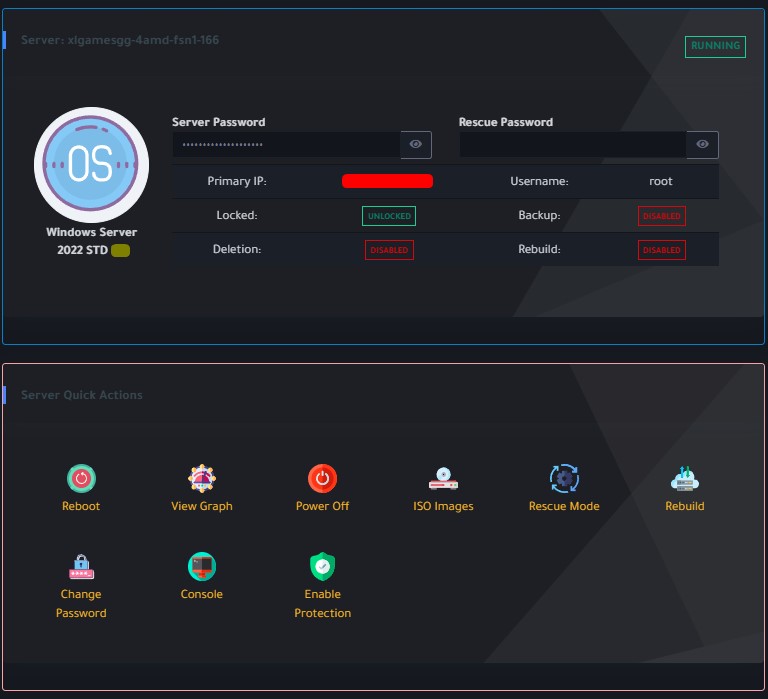 Server: xlgamesgg-4amd-fsn1-166
RUNNING
Server Password
Rescue Password
********************
Primary IP:
Username:
root
OS
Locked:
UNLOCKED
Backup:
DISABLED
Windows Server
2022 STD
Deletion:
DISABLED
Rebuild:
DISABLED
Server Quick Actions
Reboot
View Graph
Power Off
ISO Images
Rescue Mode
Rebuild
Change
Password
Console
Enable
Protection